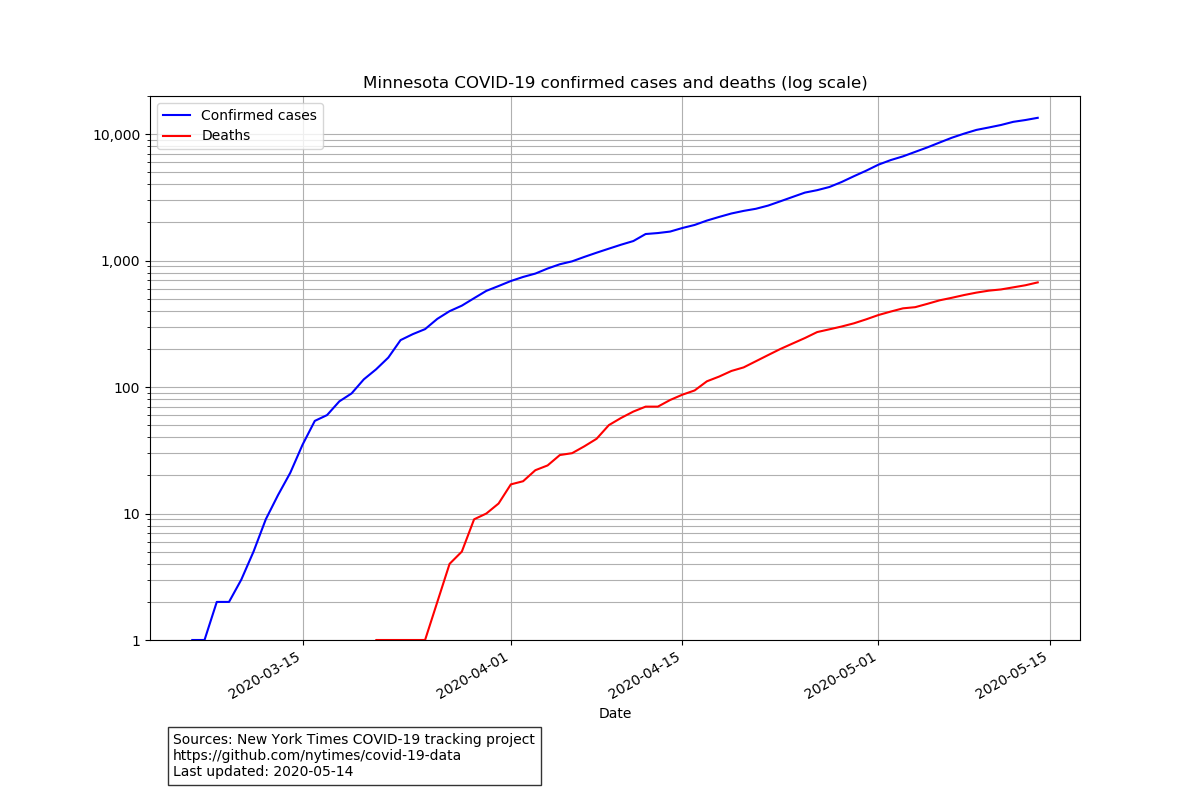 Minnesota COVID-19 confirmed cases and deaths (log scale)
Confirmed cases
Deaths
10,000
1,000
100
10
1
2020-03-15
2020-04-01
2020-04-15
2020-05-01
2020-05-15
Date
Sources: New York Times COVID-19 tracking project
https://github.com/nytimes/covid-19-data
Last updated: 2020-05-14